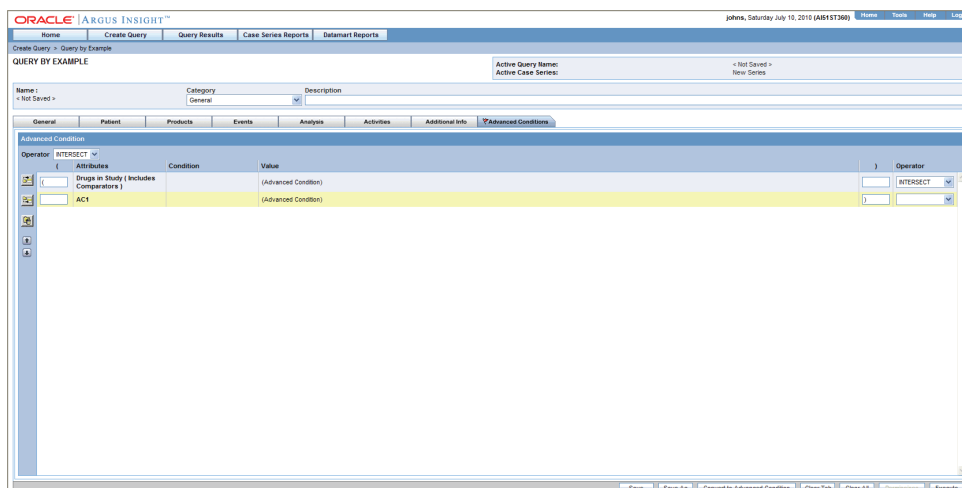 ORACLE® | ARGUS INSIGHT™
johns, Saturday July 10, 2010 (AI51ST360) Home Tools Help Log
Home Create Query Query Results Case Series Reports Datamart Reports
Create Query > Query by Example
QUERY BY EXAMPLE
Active Query Name: < Not Saved >
Active Case Series: New Series
Name : Category Description
< Not Saved > General
General Patient Products Events Analysis Activities Additional Info Advanced Conditions
Advanced Condition
Operator INTERSECT
( Attributes Condition Value ) Operator
( Drugs in Study ( Includes Comparators ) (Advanced Condition) INTERSECT
AC1 (Advanced Condition) )
Save Save As Convert to Advanced Condition Clear Tab Clear All Execute